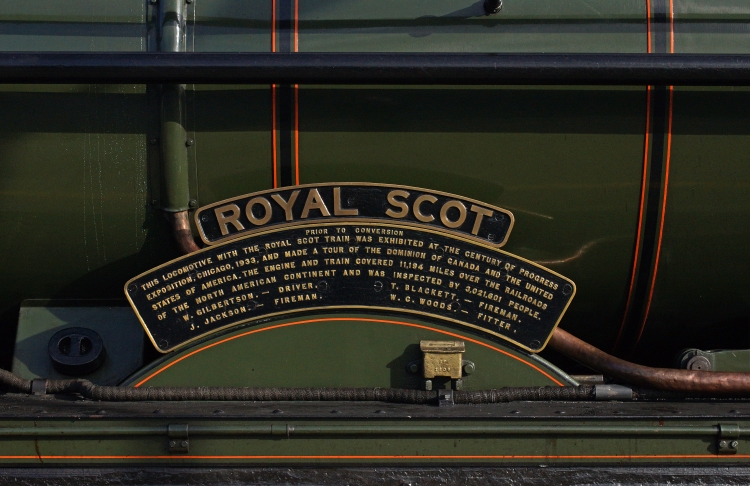 ROYAL SCOT
PRIOR TO CONVERSION
THIS LOCOMOTIVE WITH THE ROYAL SCOT TRAIN WAS EXHIBITED AT THE CENTURY OF PROGRESS
EXPOSITION, CHICAGO, 1933, AND MADE A TOUR OF THE DOMINION OF CANADA AND THE UNITED
STATES OF AMERICA. THE ENGINE AND TRAIN COVERED 11,194 MILES OVER THE RAILROADS
OF THE NORTH AMERICAN CONTINENT AND WAS INSPECTED BY 3,021,601 PEOPLE.
W. GILBERTSON. – DRIVER. T. BLACKETT. – FIREMAN.
J. JACKSON. – FIREMAN. W. C. WOODS. – FITTER.